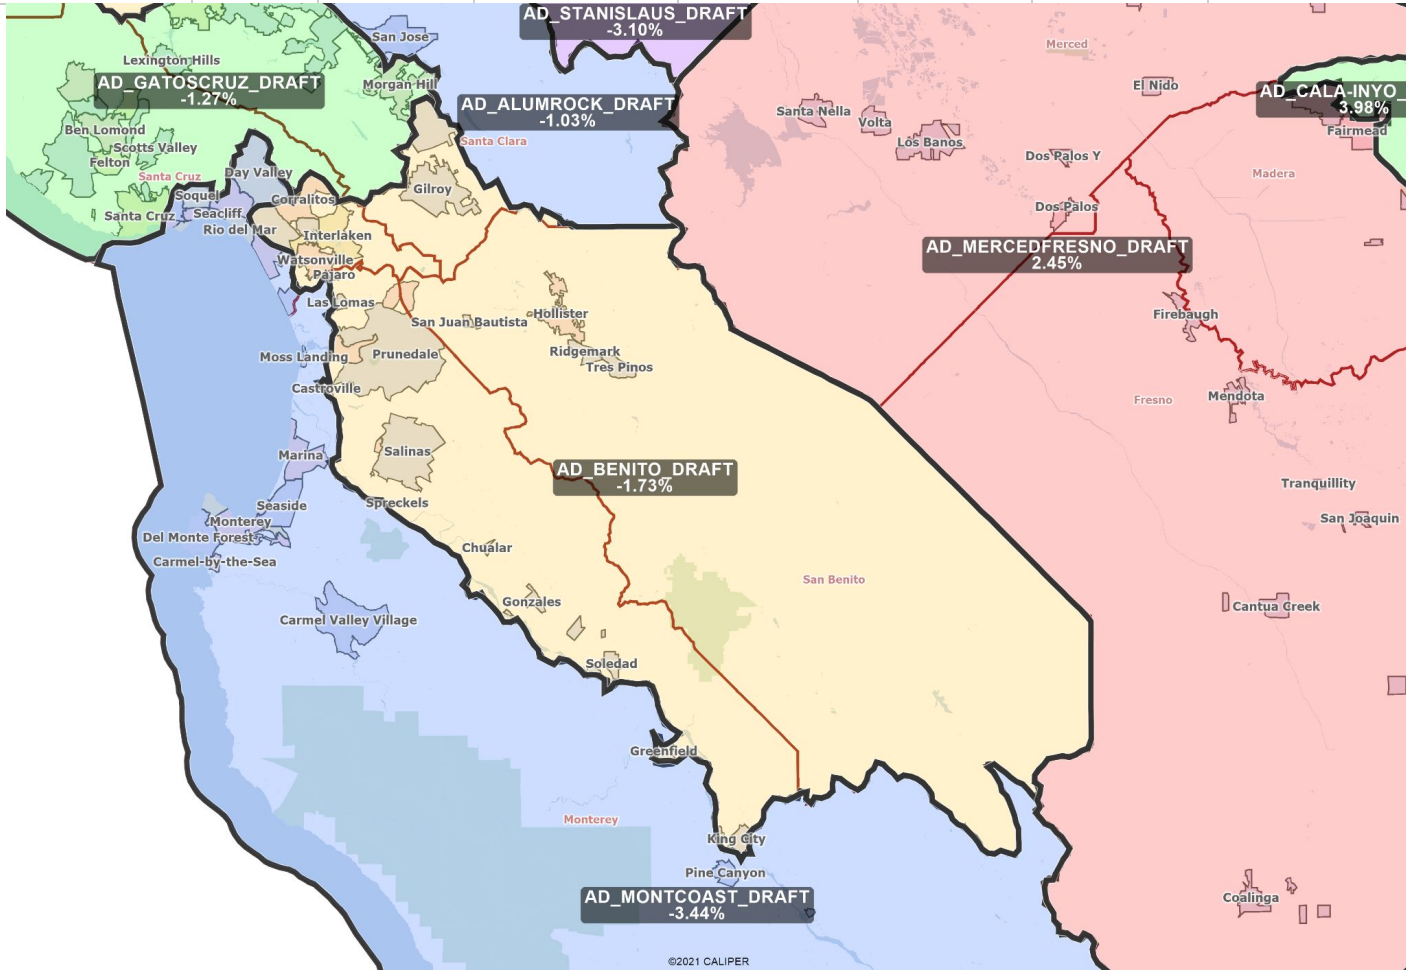 AD_STANISLAUS_DRAFT
-3.10%
San Jose
Merced
Lexington Hills
AD_GATOSCRUZ_DRAFT
-1.27%
Morgan Hill
El Nido
AD_CALA-INYO_
3.98%
AD_ALUMROCK_DRAFT
-1.03%
Santa Nella
Volta
Los Banos
Fairmead
Ben Lomond
Scotts Valley
Felton
Santa Clara
Dos Palos Y
Santa Cruz
Day Valley
Madera
Gilroy
Soquel
Corralitos
Santa Cruz
Seacliff
Dos Palos
Rio del Mar
Interlaken
AD_MERCEDFRESNO_DRAFT
2.45%
Watsonville
Pajaro
Las Lomas
San Juan Bautista
Hollister
Firebaugh
Moss Landing
Prunedale
Ridgemark
Tres Pinos
Castroville
Fresno
Mendota
Marina
Salinas
AD_BENITO_DRAFT
-1.73%
Tranquillity
Seaside
Spreckels
San Joaquin
Monterey
Del Monte Forest
Chualar
Carmel-by-the-Sea
San Benito
Gonzales
Cantua Creek
Carmel Valley Village
Soledad
Greenfield
Monterey
King City
Pine Canyon
AD_MONTCOAST_DRAFT
-3.44%
Coalinga
©2021 CALIPER